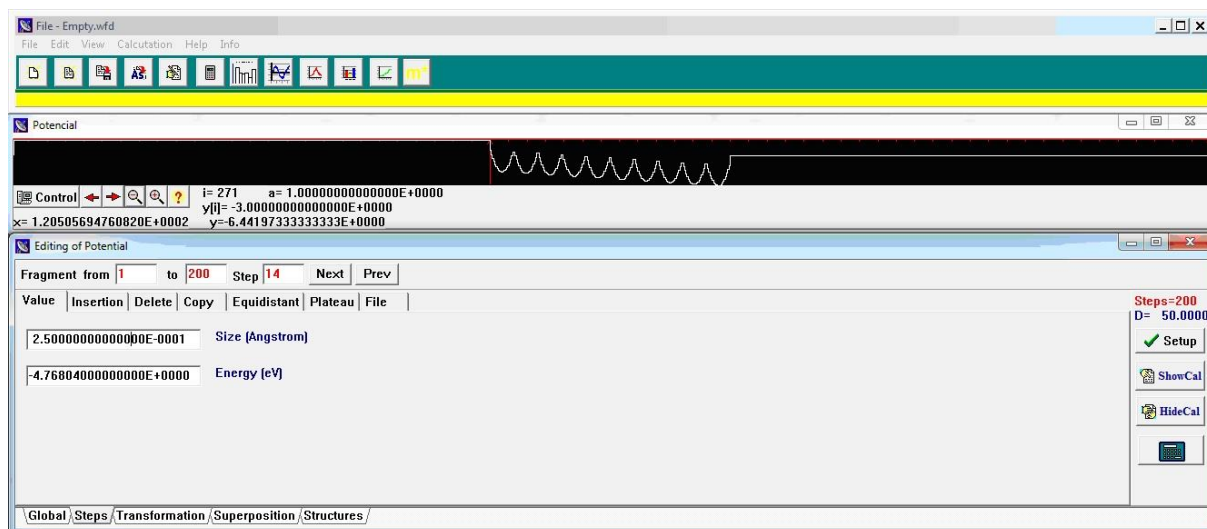 File - Empty.wfd
File Edit View Calcutation Help Info
Potencial
Control ? i= 271 a= 1.00000000000000E+0000
y[i]= -3.00000000000000E+0000
x= 1.20505694760820E+0002 y=-6.44197333333333E+0000
Editing of Potential
Fragment from 1 to 200 Step 14 Next Prev
Value Insertion Delete Copy Equidistant Plateau File
Steps=200
D= 50.0000
2.50000000000000E-0001 Size (Angstrom)
Setup
-4.76804000000000E+0000 Energy (eV)
ShowCal
HideCal
Global Steps Transformation Superposition Structures